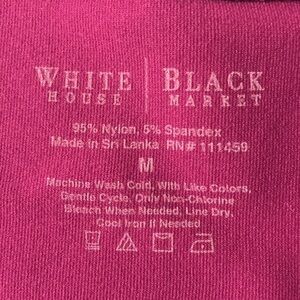 WHITE | BLACK
HOUSE | MARKET
95% Nylon, 5% Spandex
Made in Sri Lanka RN# 111459
M
Machine Wash Cold, With Like Colors,
Gentle Cycle, Only Non-Chlorine
Bleach When Needed, Line Dry,
Cool Iron If Needed